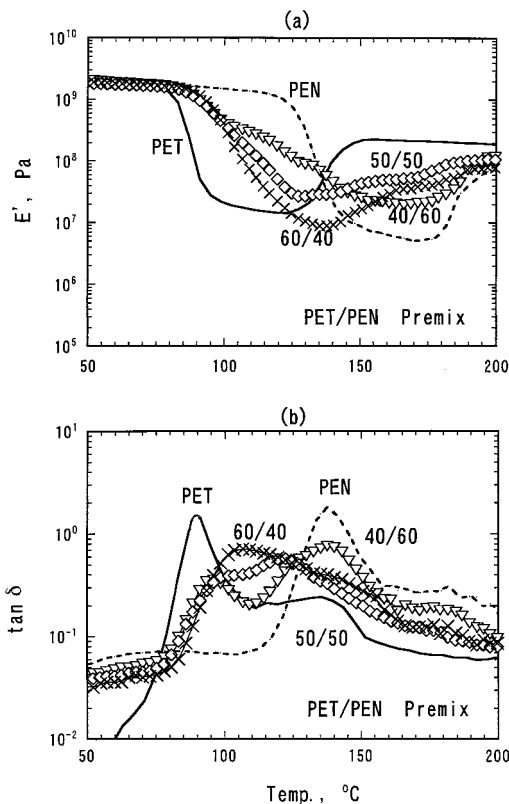 (a)
10^10
10^9
10^8
10^7
10^6
10^5
E', Pa
PEN
PET
50/50
40/60
60/40
PET/PEN Premix
50 100 150 200
(b)
10^1
10^0
10^-1
10^-2
tan δ
PET
PEN
60/40
40/60
50/50
PET/PEN Premix
50 100 150 200
Temp., °C